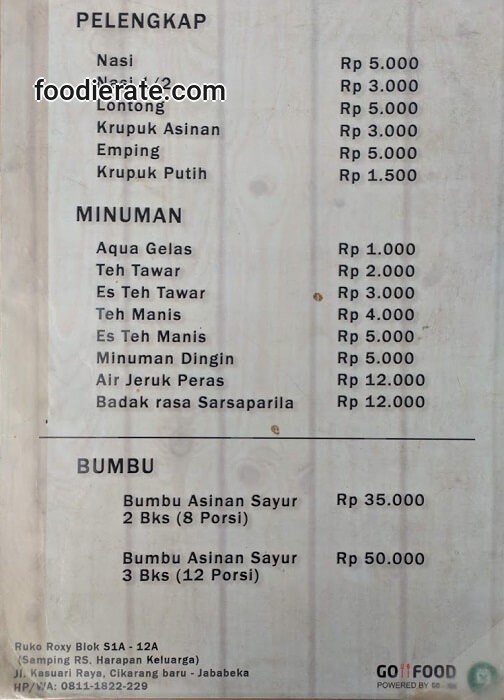 PELENGKAP
Nasi Rp 5.000
Nasi 1/2 Rp 3.000
foodierate.com
Lontong Rp 5.000
Krupuk Asinan Rp 3.000
Emping Rp 5.000
Krupuk Putih Rp 1.500
MINUMAN
Aqua Gelas Rp 1.000
Teh Tawar Rp 2.000
Es Teh Tawar Rp 3.000
Teh Manis Rp 4.000
Es Teh Manis Rp 5.000
Minuman Dingin Rp 5.000
Air Jeruk Peras Rp 12.000
Badak rasa Sarsaparila Rp 12.000
BUMBU
Bumbu Asinan Sayur Rp 35.000
2 Bks (8 Porsi)
Bumbu Asinan Sayur Rp 50.000
3 Bks (12 Porsi)
Ruko Roxy Blok S1A - 12A
(Samping RS. Harapan Keluarga)
Jl. Kasuari Raya, Cikarang baru - Jababeka
HP/WA: 0811-1822-229
GO FOOD
POWERED BY